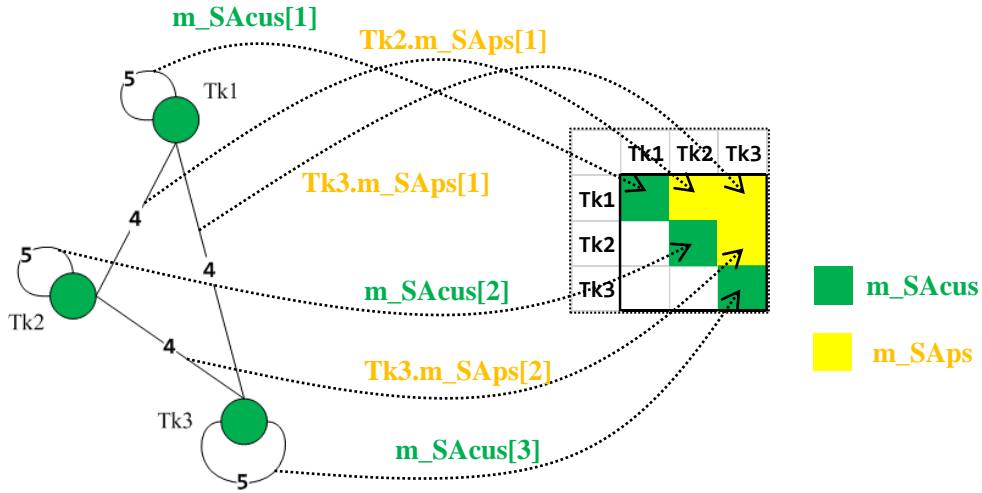 m_SAcus[1]
Tk2.m_SAps[1]
5
Tk1
Tk1 Tk2 Tk3
Tk3.m_SAps[1]
Tk1
4
Tk2
5
4
m_SAcus[2]
Tk3
m_SAcus
Tk2
4
m_SAps
Tk3.m_SAps[2]
Tk3
m_SAcus[3]
5